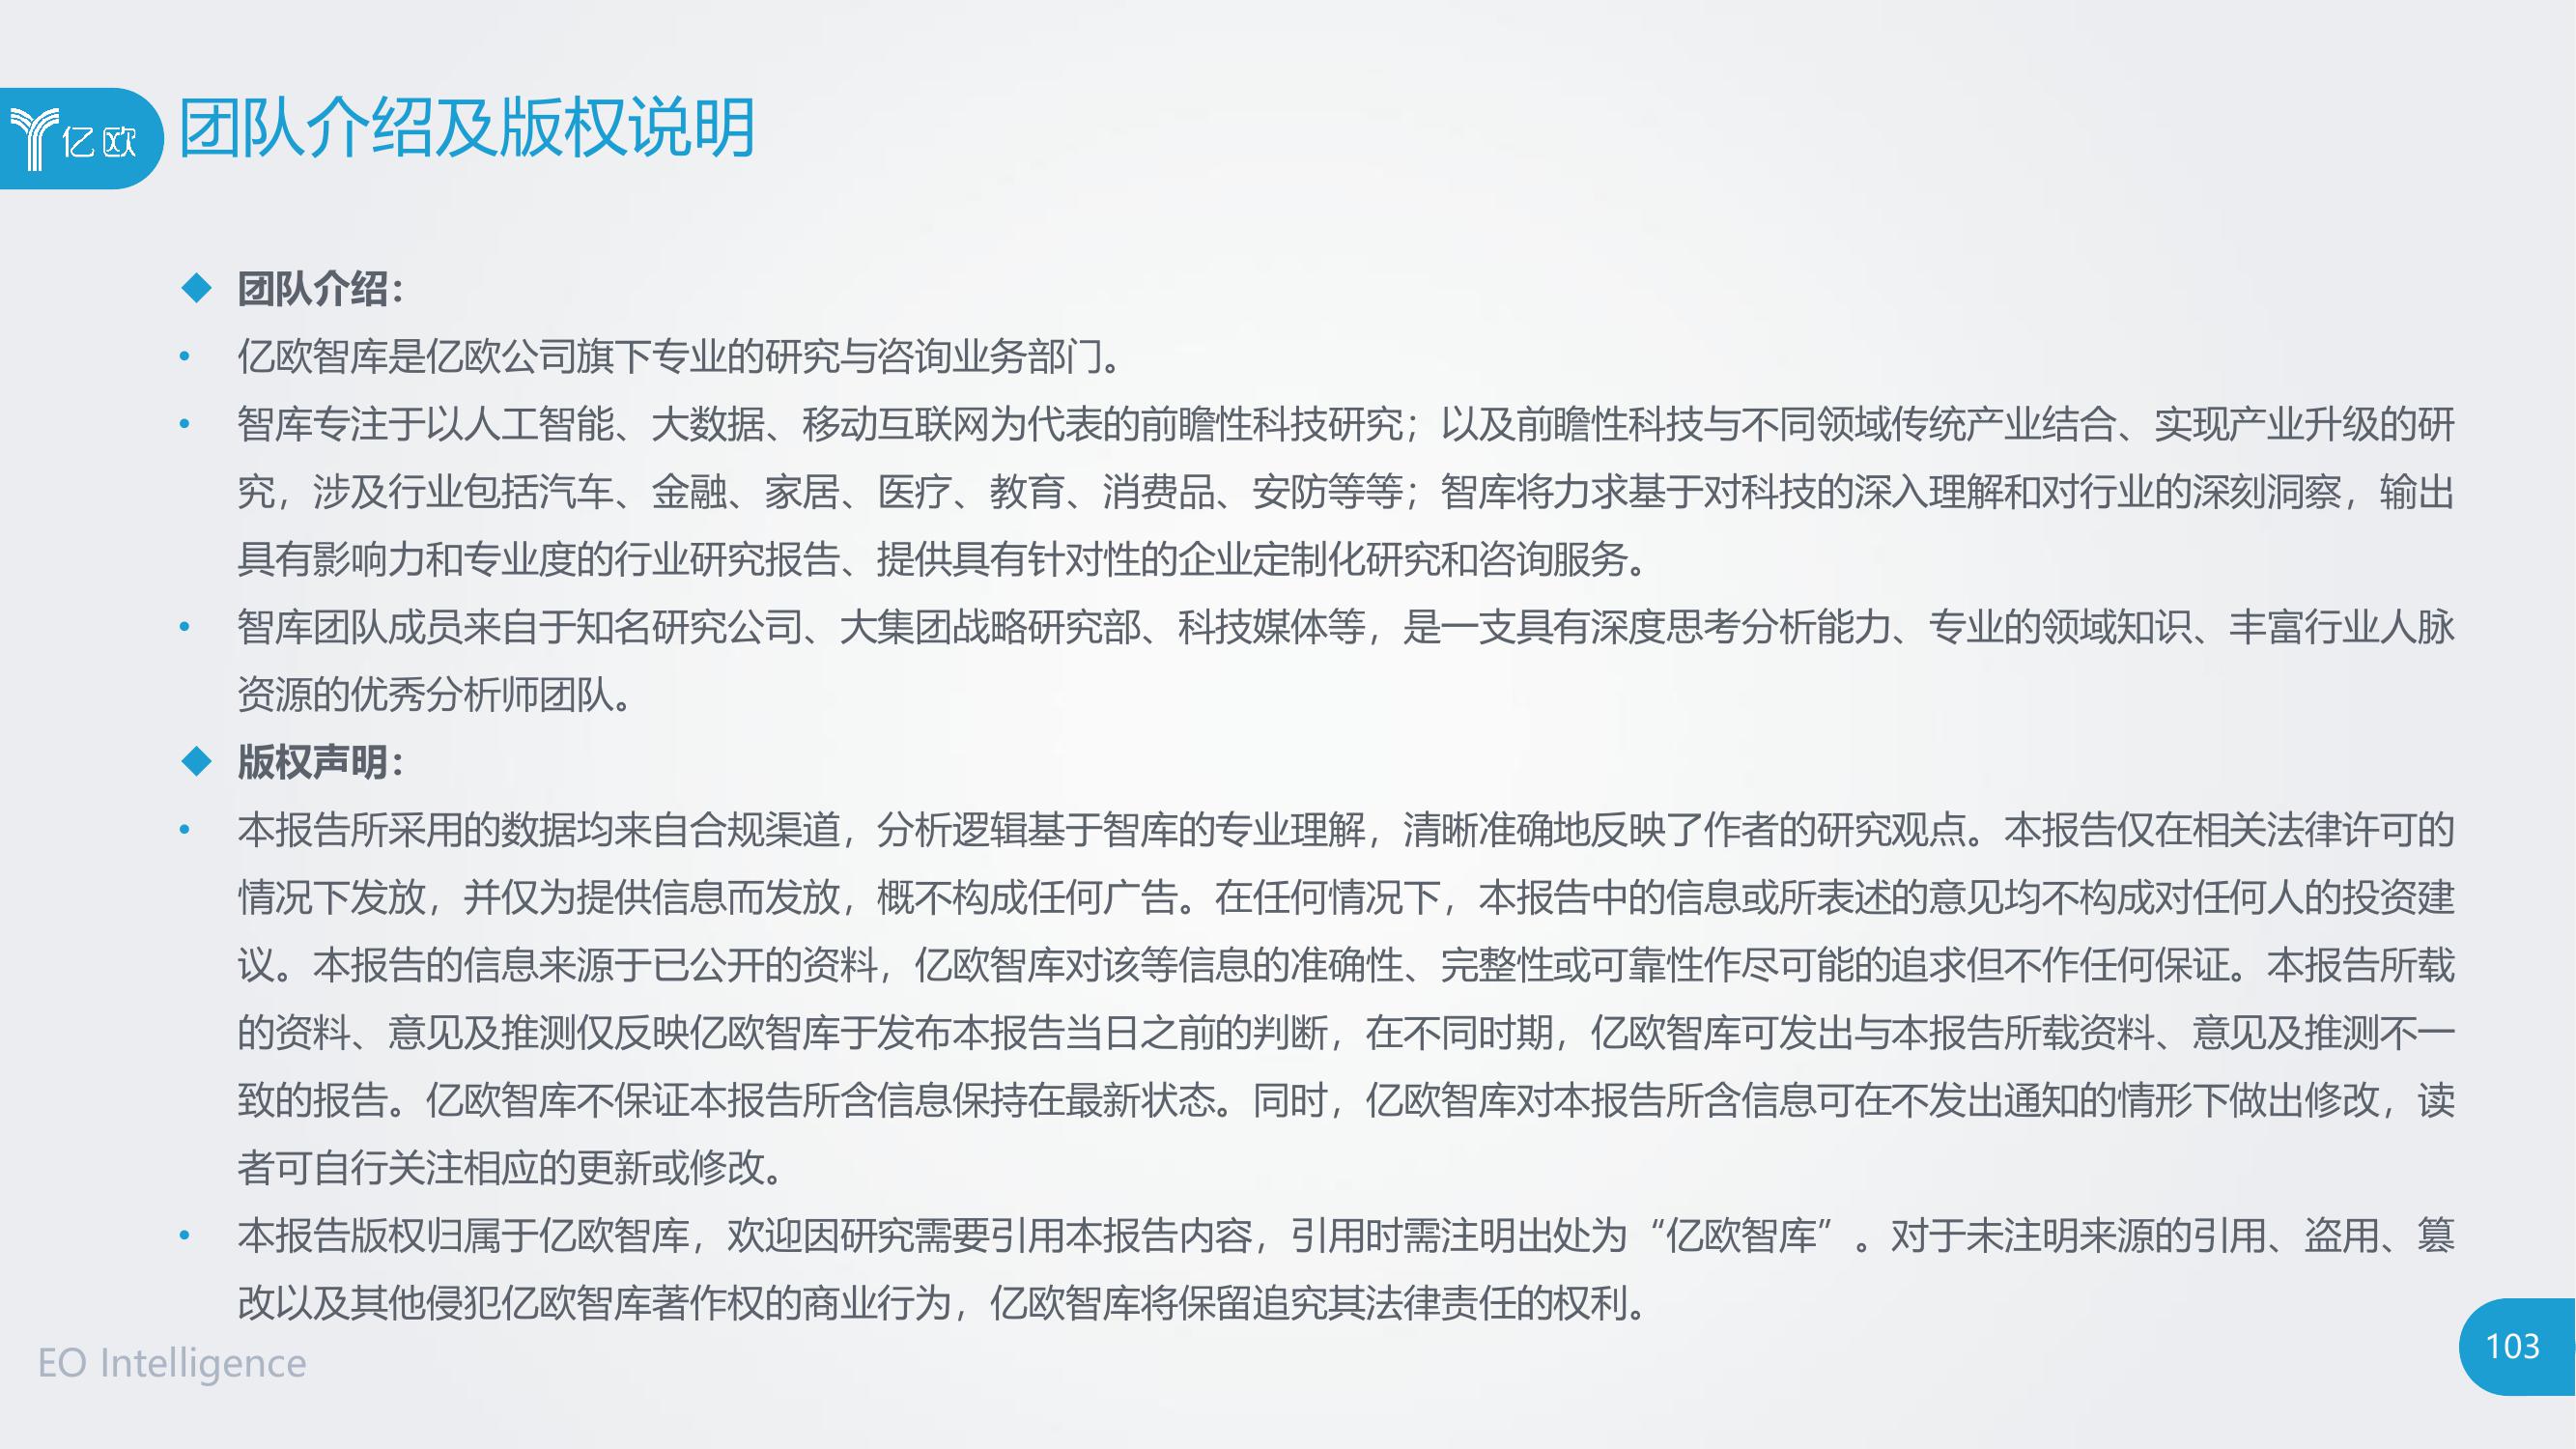 亿欧
团队介绍及版权说明
◆ 团队介绍：
• 亿欧智库是亿欧公司旗下专业的研究与咨询业务部门。
• 智库专注于以人工智能、大数据、移动互联网为代表的前瞻性科技研究；以及前瞻性科技与不同领域传统产业结合、实现产业升级的研
究，涉及行业包括汽车、金融、家居、医疗、教育、消费品、安防等等；智库将力求基于对科技的深入理解和对行业的深刻洞察，输出
具有影响力和专业度的行业研究报告、提供具有针对性的企业定制化研究和咨询服务。
• 智库团队成员来自于知名研究公司、大集团战略研究部、科技媒体等，是一支具有深度思考分析能力、专业的领域知识、丰富行业人脉
资源的优秀分析师团队。
◆ 版权声明：
• 本报告所采用的数据均来自合规渠道，分析逻辑基于智库的专业理解，清晰准确地反映了作者的研究观点。本报告仅在相关法律许可的
情况下发放，并仅为提供信息而发放，概不构成任何广告。在任何情况下，本报告中的信息或所表述的意见均不构成对任何人的投资建
议。本报告的信息来源于已公开的资料，亿欧智库对该等信息的准确性、完整性或可靠性作尽可能的追求但不作任何保证。本报告所载
的资料、意见及推测仅反映亿欧智库于发布本报告当日之前的判断，在不同时期，亿欧智库可发出与本报告所载资料、意见及推测不一
致的报告。亿欧智库不保证本报告所含信息保持在最新状态。同时，亿欧智库对本报告所含信息可在不发出通知的情形下做出修改，读
者可自行关注相应的更新或修改。
• 本报告版权归属于亿欧智库，欢迎因研究需要引用本报告内容，引用时需注明出处为“亿欧智库”。对于未注明来源的引用、盗用、篡
改以及其他侵犯亿欧智库著作权的商业行为，亿欧智库将保留追究其法律责任的权利。
EO Intelligence
103